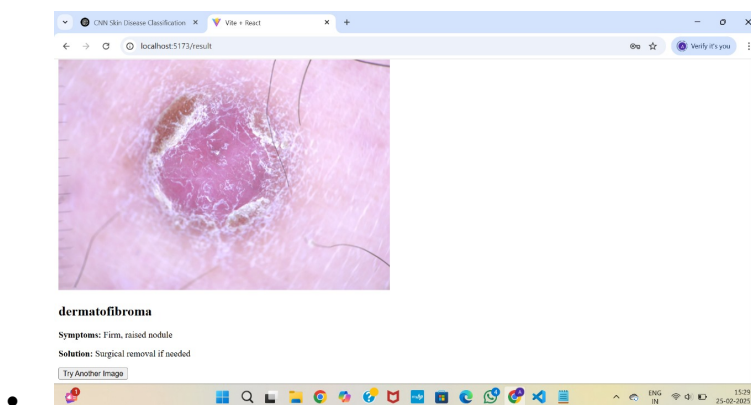 CNN Skin Disease Classification
Vite + React
localhost:5173/result
Verify it's you
dermatofibroma
Symptoms: Firm, raised nodule
Solution: Surgical removal if needed
Try Another Image
ENG
IN
15:29
25-02-2025